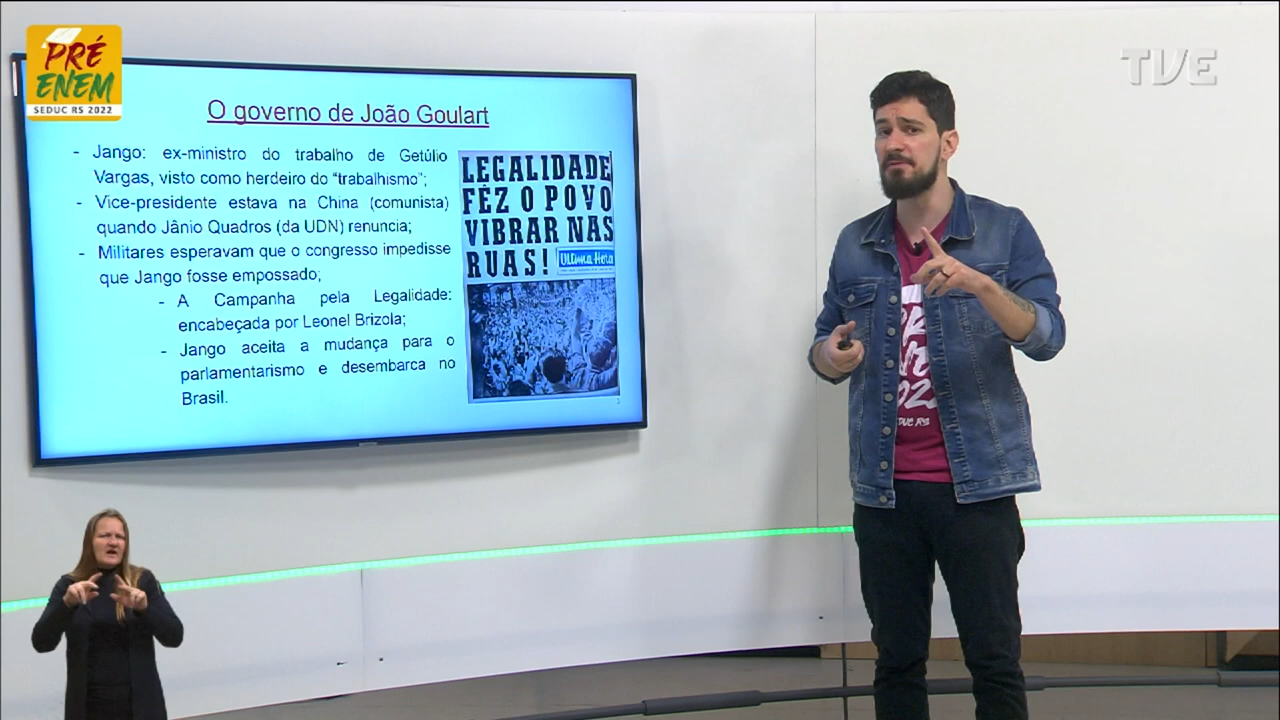 PRÉ
ENEM
SEDUC RS 2022
TVE
O governo de João Goulart
- Jango: ex-ministro do trabalho de Getúlio
Vargas, visto como herdeiro do “trabalhismo”;
- Vice-presidente estava na China (comunista)
quando Jânio Quadros (da UDN) renuncia;
- Militares esperavam que o congresso impedisse
que Jango fosse empossado;
- A Campanha pela Legalidade:
encabeçada por Leonel Brizola;
- Jango aceita a mudança para o
parlamentarismo e desembarca no
Brasil.
LEGALIDADE
FÊZ O POVO
VIBRAR NAS
RUAS!
Ultima Hora